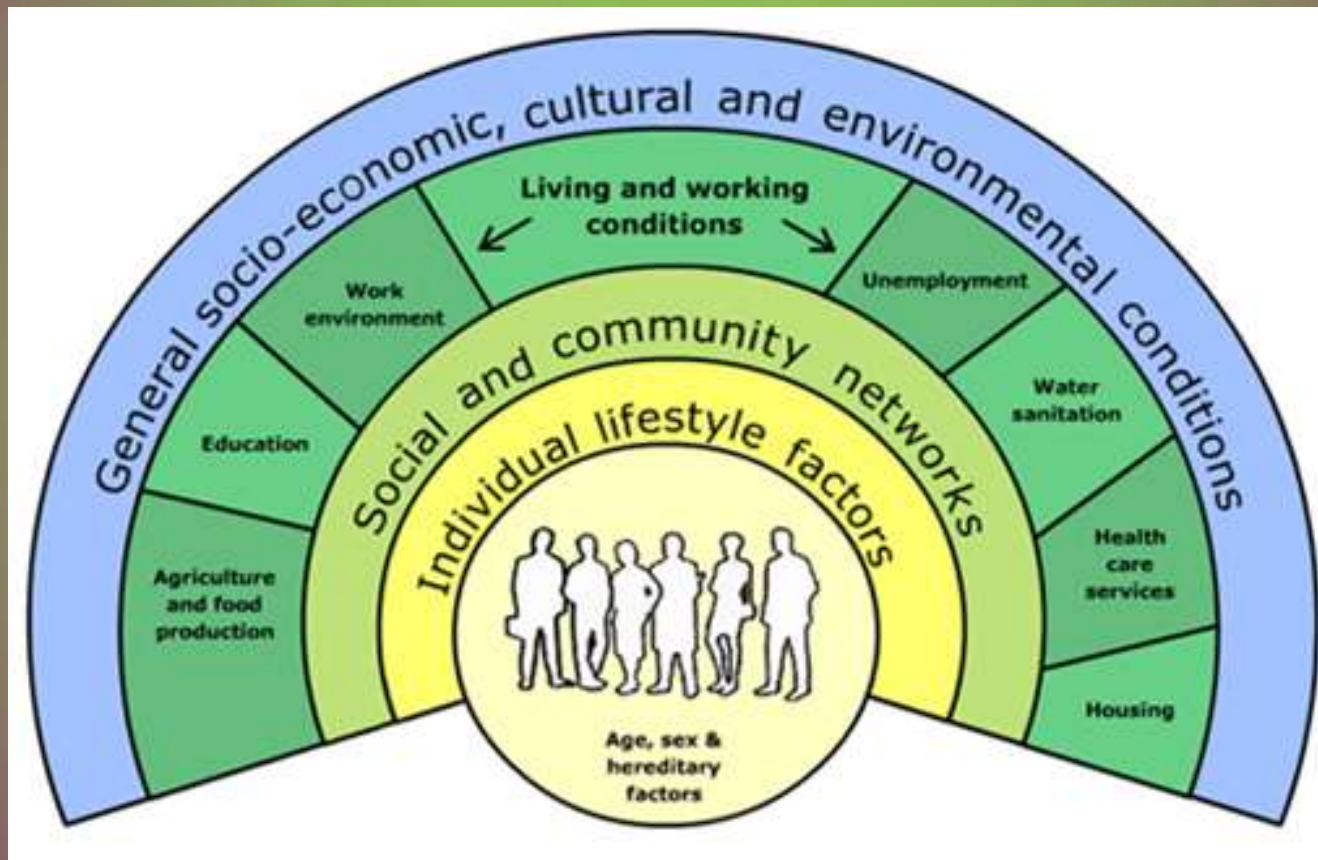 General socio-economic, cultural and environmental conditions
Living and working
conditions
Work
environment
Unemployment
Education
Water
sanitation
Agriculture
and food
production
Health
care
services
Housing
Social and community networks
Individual lifestyle factors
Age, sex &
hereditary
factors